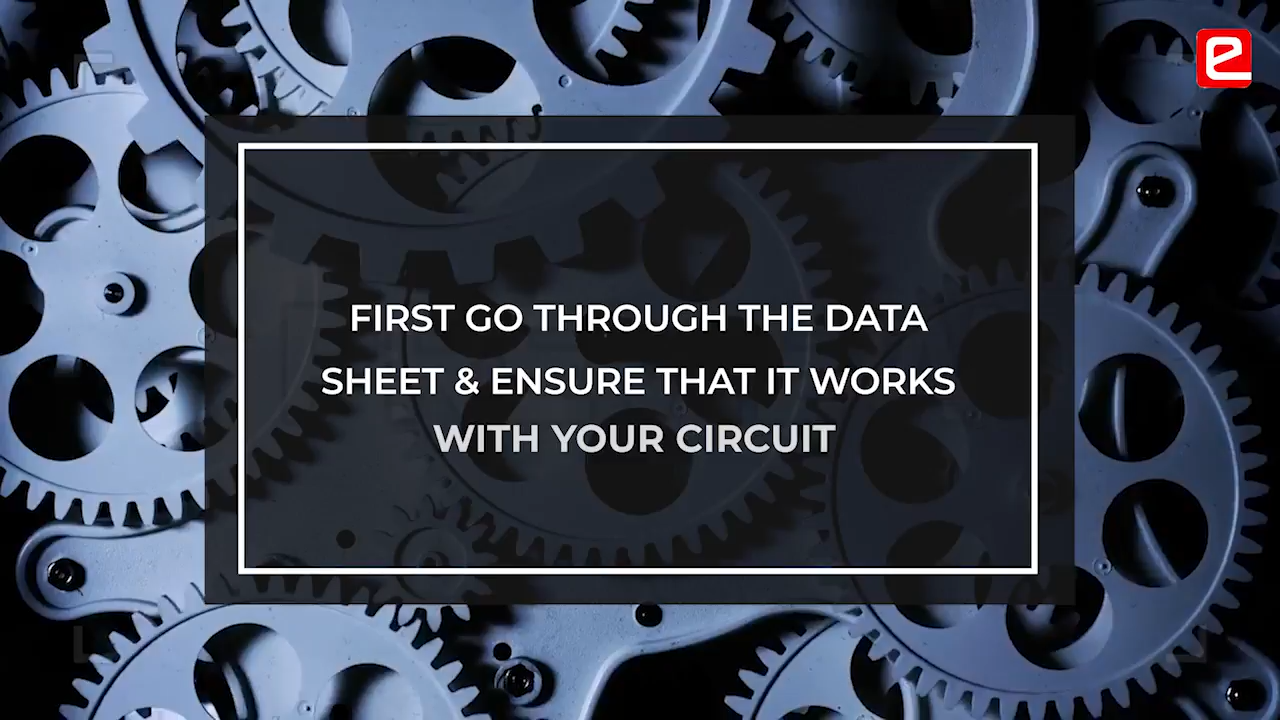 FIRST GO THROUGH THE DATA
SHEET & ENSURE THAT IT WORKS
WITH YOUR CIRCUIT
e